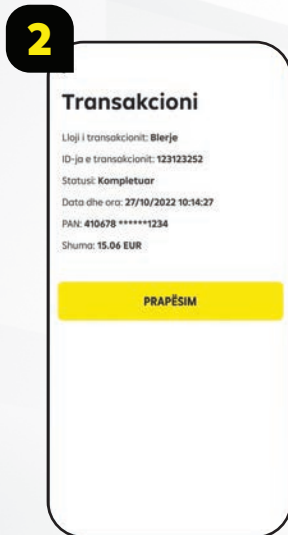 2
Transakcioni
Lloji i transakcionit: Blerje
ID-ja e transakcionit: 123123252
Statusi: Kompletuar
Data dhe ora: 27/10/2022 10:14:27
PAN: 410678 ******1234
Shuma: 15.06 EUR
PRAPËSIM